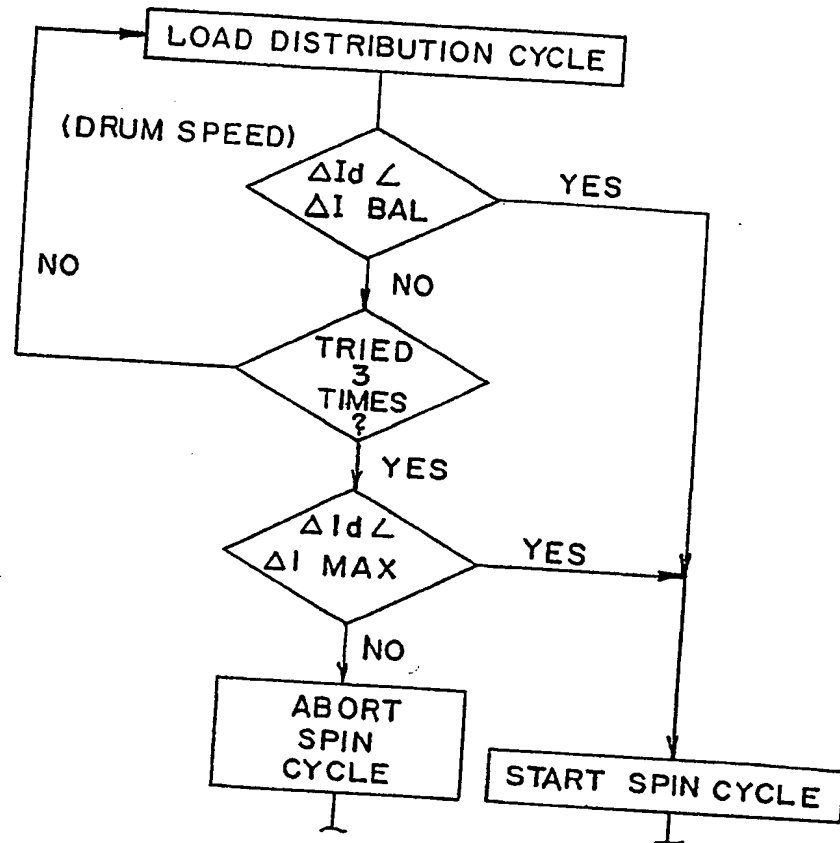 LOAD DISTRIBUTION CYCLE
(DRUM SPEED)
ΔId ∠
ΔI BAL
YES
NO
NO
TRIED
3
TIMES
?
YES
ΔId ∠
ΔI MAX
YES
NO
ABORT
SPIN
CYCLE
START SPIN CYCLE